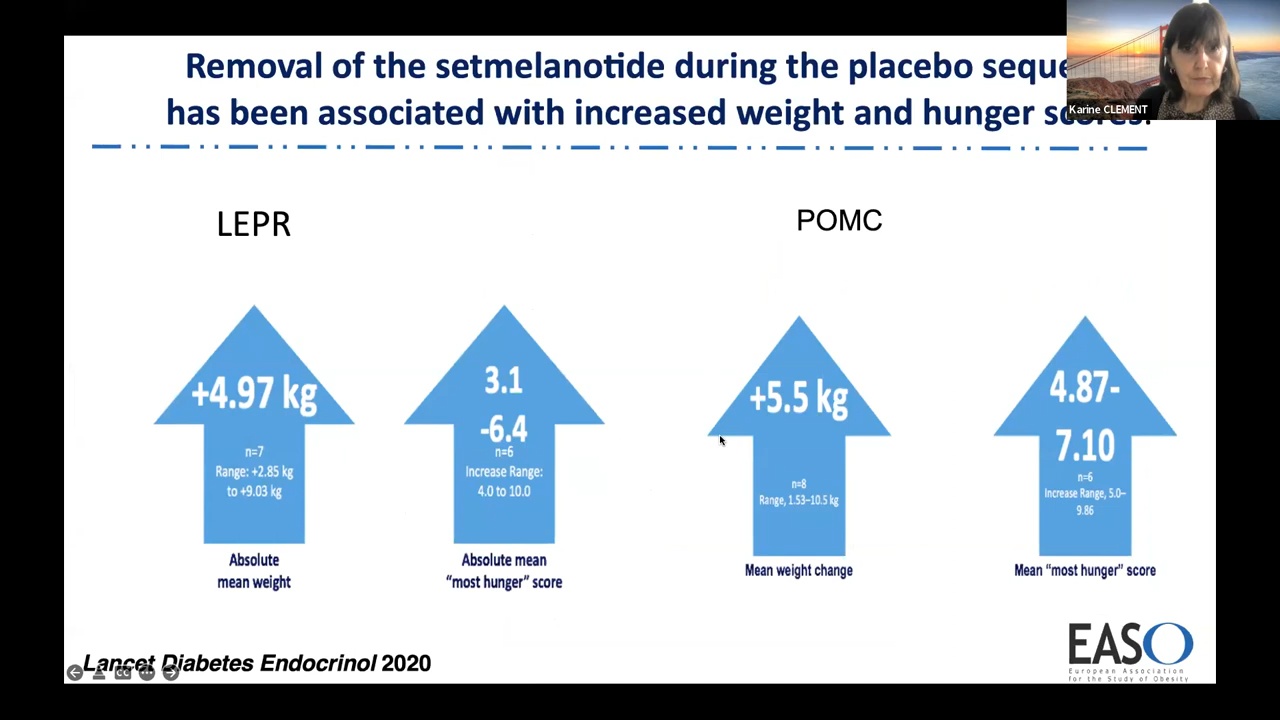 Removal of the setmelanotide during the placebo
has been associated with increased weight and hunger
Karine CLEMENT
LEPR
POMC
+4.97 kg
n=7
Range: +2.85 kg
to +9.03 kg
Absolute
mean weight
3.1
-6.4
n=6
Increase Range:
4.0 to 10.0
Absolute mean
“most hunger” score
+5.5 kg
n=8
Range, 1.53–10.5 kg
Mean weight change
4.87-
7.10
n=6
Increase Range, 5.0–
9.86
Mean “most hunger” score
Lancet Diabetes Endocrinol 2020
EASO
European Association
for the Study of Obesity